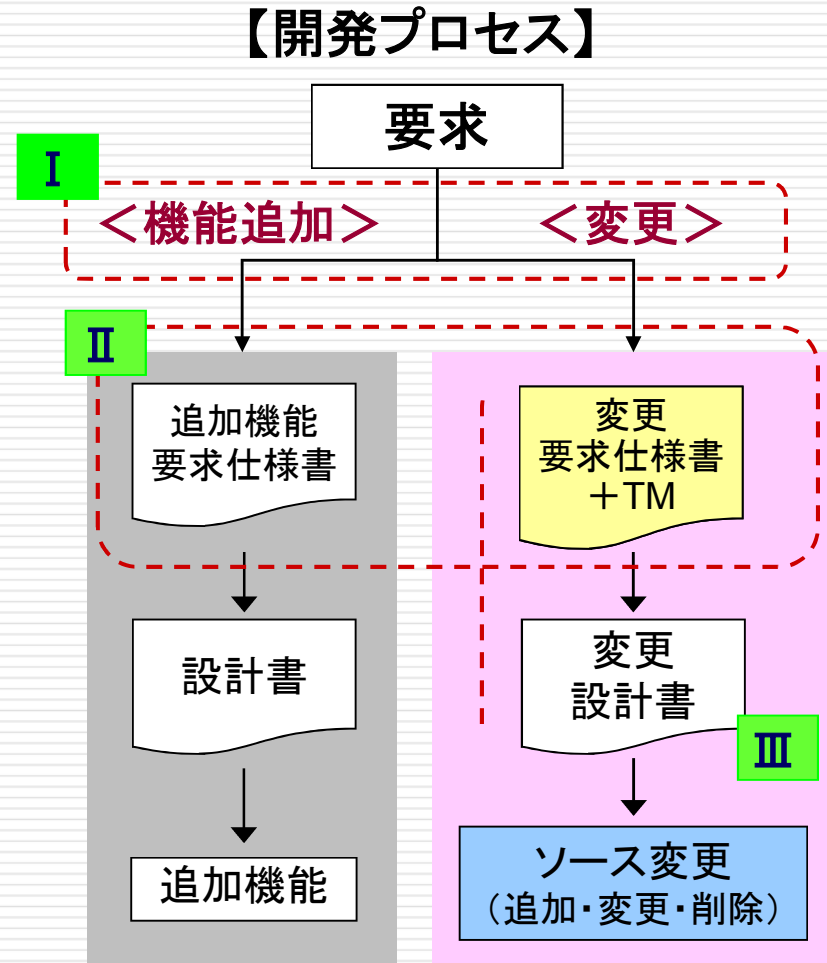 【開発プロセス】
要求
Ⅰ
＜機能追加＞
＜変更＞
Ⅱ
追加機能
要求仕様書
変更
要求仕様書
＋TM
設計書
変更
設計書
Ⅲ
追加機能
ソース変更
（追加・変更・削除）